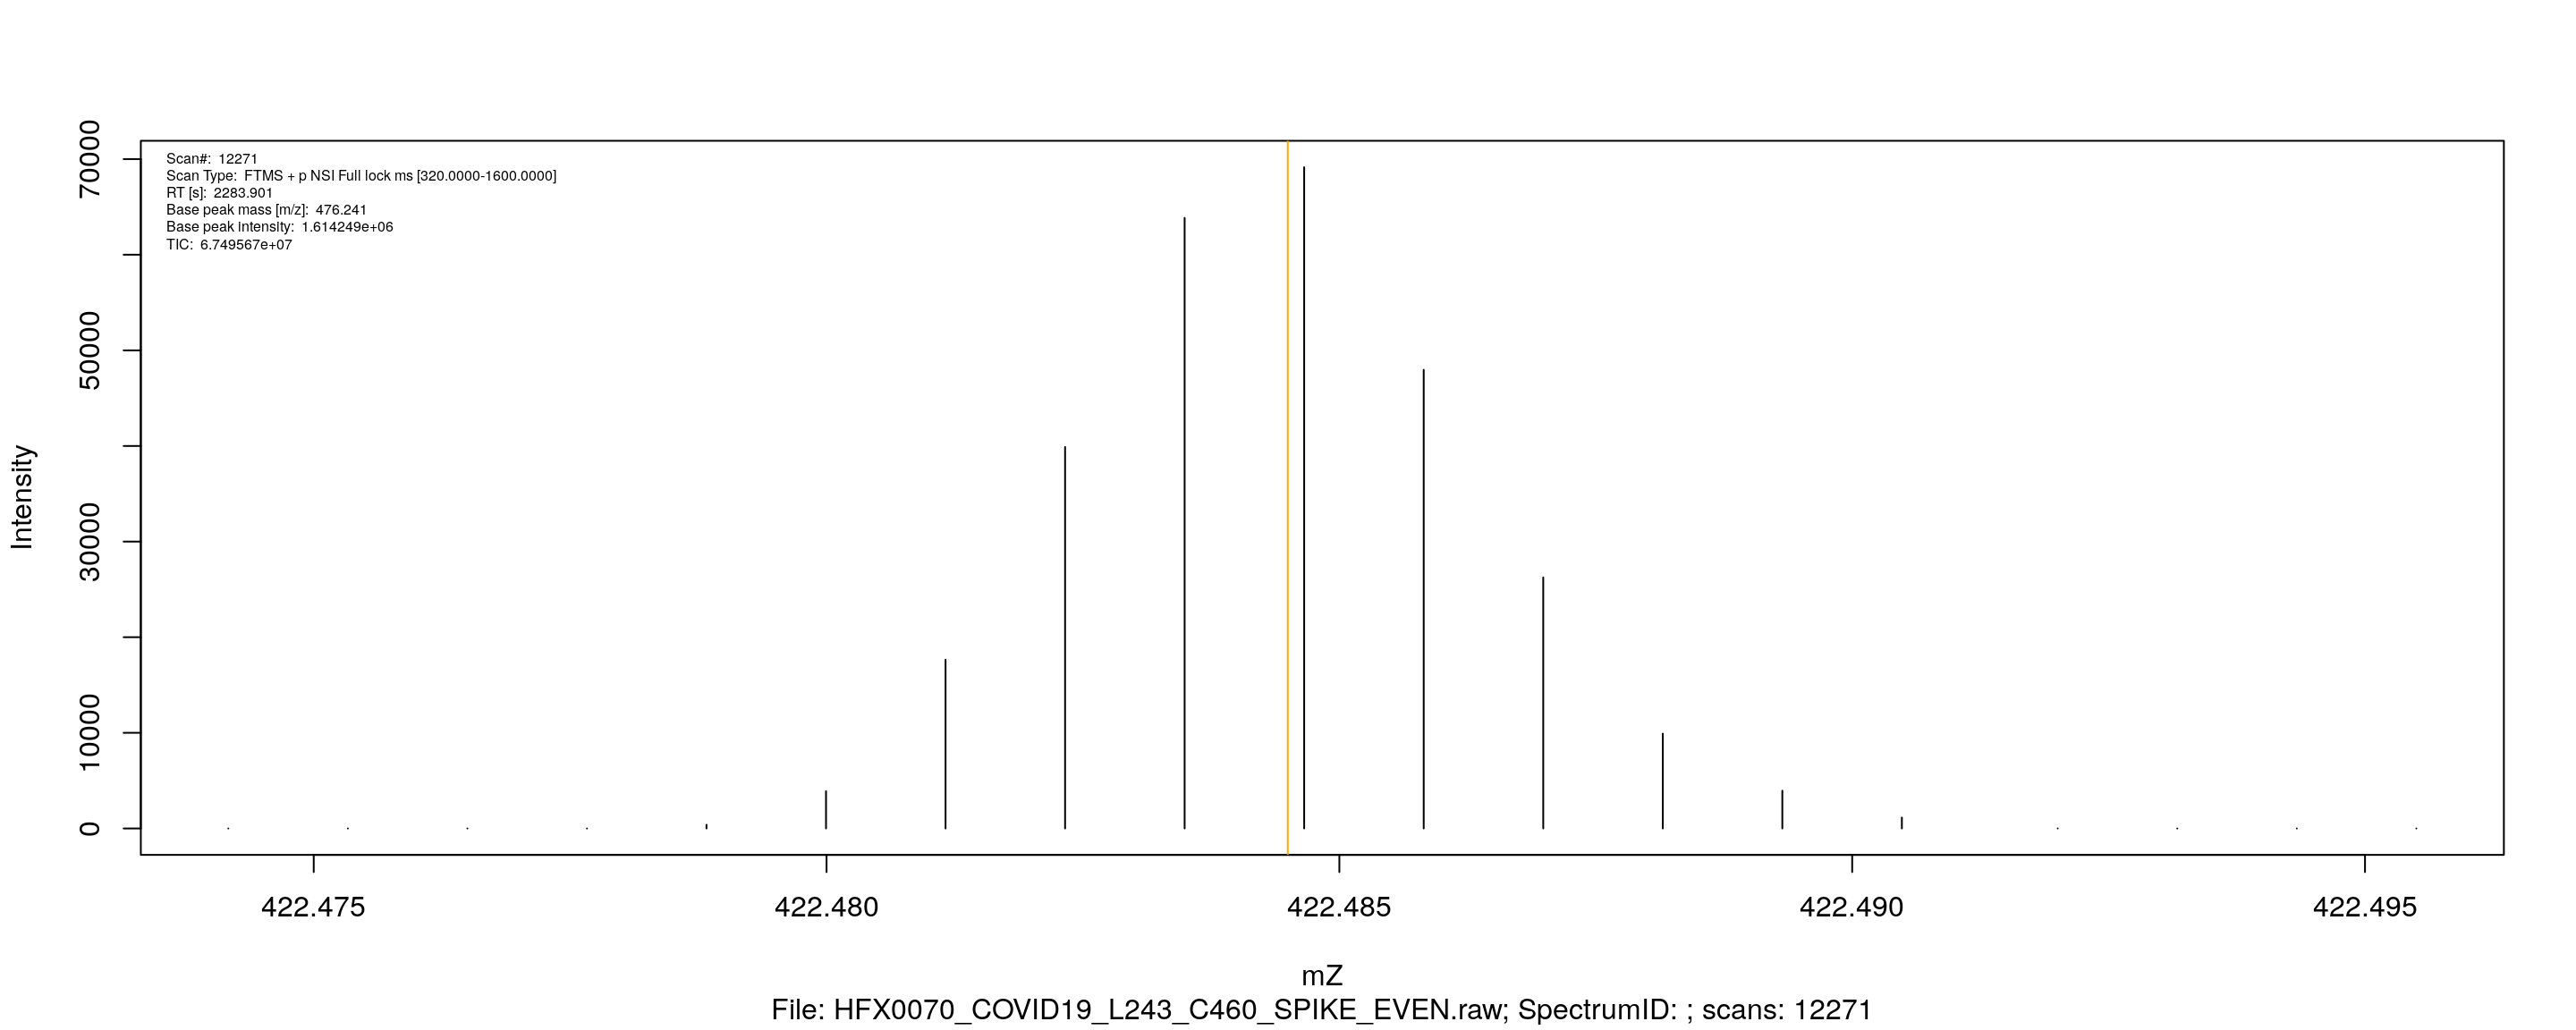 Scan#: 12271
Scan Type: FTMS + p NSI Full lock ms [320.0000-1600.0000]
RT [s]: 2283.901
Base peak mass [m/z]: 476.241
Base peak intensity: 1.614249e+06
TIC: 6.749567e+07
70000
50000
30000
10000
0
Intensity
422.475 422.480 422.485 422.490 422.495
mZ
File: HFX0070_COVID19_L243_C460_SPIKE_EVEN.raw; SpectrumID: ; scans: 12271